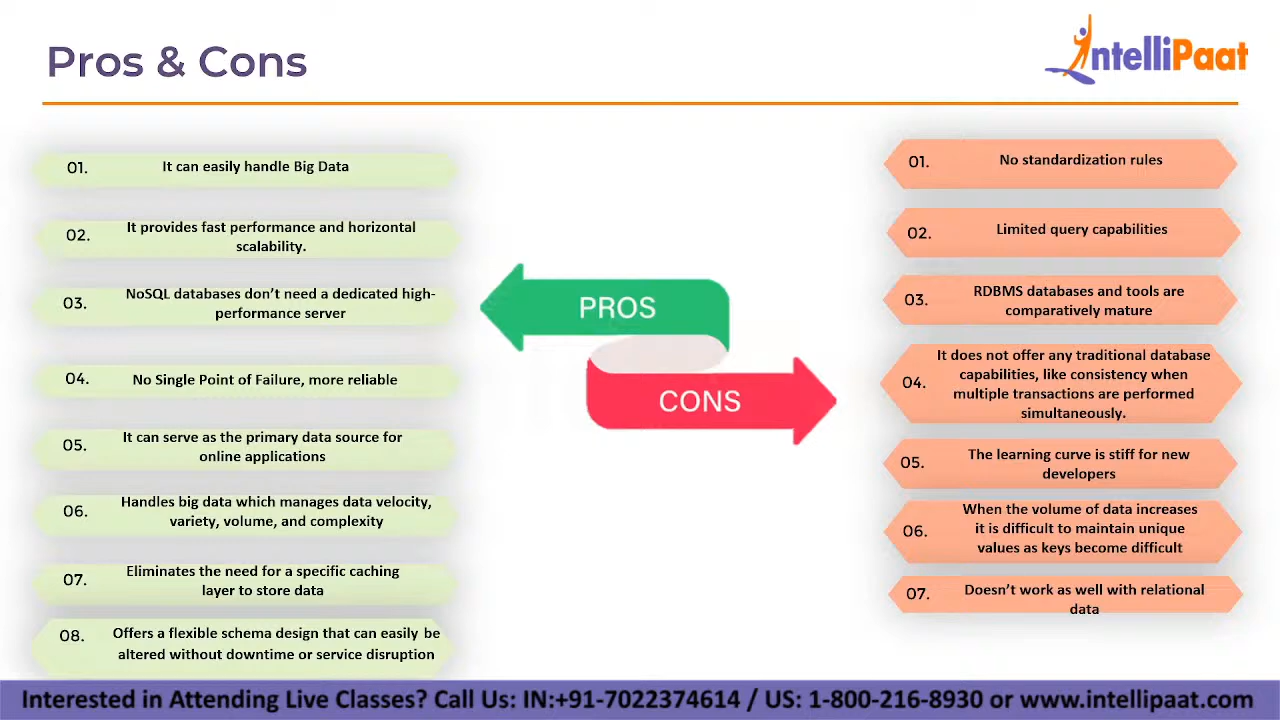 Pros & Cons
IntelliPaat
01.
It can easily handle Big Data
02.
It provides fast performance and horizontal
scalability.
03.
NoSQL databases don’t need a dedicated high-
performance server
04.
No Single Point of Failure, more reliable
05.
It can serve as the primary data source for
online applications
06.
Handles big data which manages data velocity,
variety, volume, and complexity
07.
Eliminates the need for a specific caching
layer to store data
08.
Offers a flexible schema design that can easily be
altered without downtime or service disruption
PROS
CONS
01.
No standardization rules
02.
Limited query capabilities
03.
RDBMS databases and tools are
comparatively mature
04.
It does not offer any traditional database
capabilities, like consistency when
multiple transactions are performed
simultaneously.
05.
The learning curve is stiff for new
developers
06.
When the volume of data increases
it is difficult to maintain unique
values as keys become difficult
07.
Doesn’t work as well with relational
data
Interested in Attending Live Classes? Call Us: IN:+91-7022374614 / US: 1-800-216-8930 or www.intellipaat.com